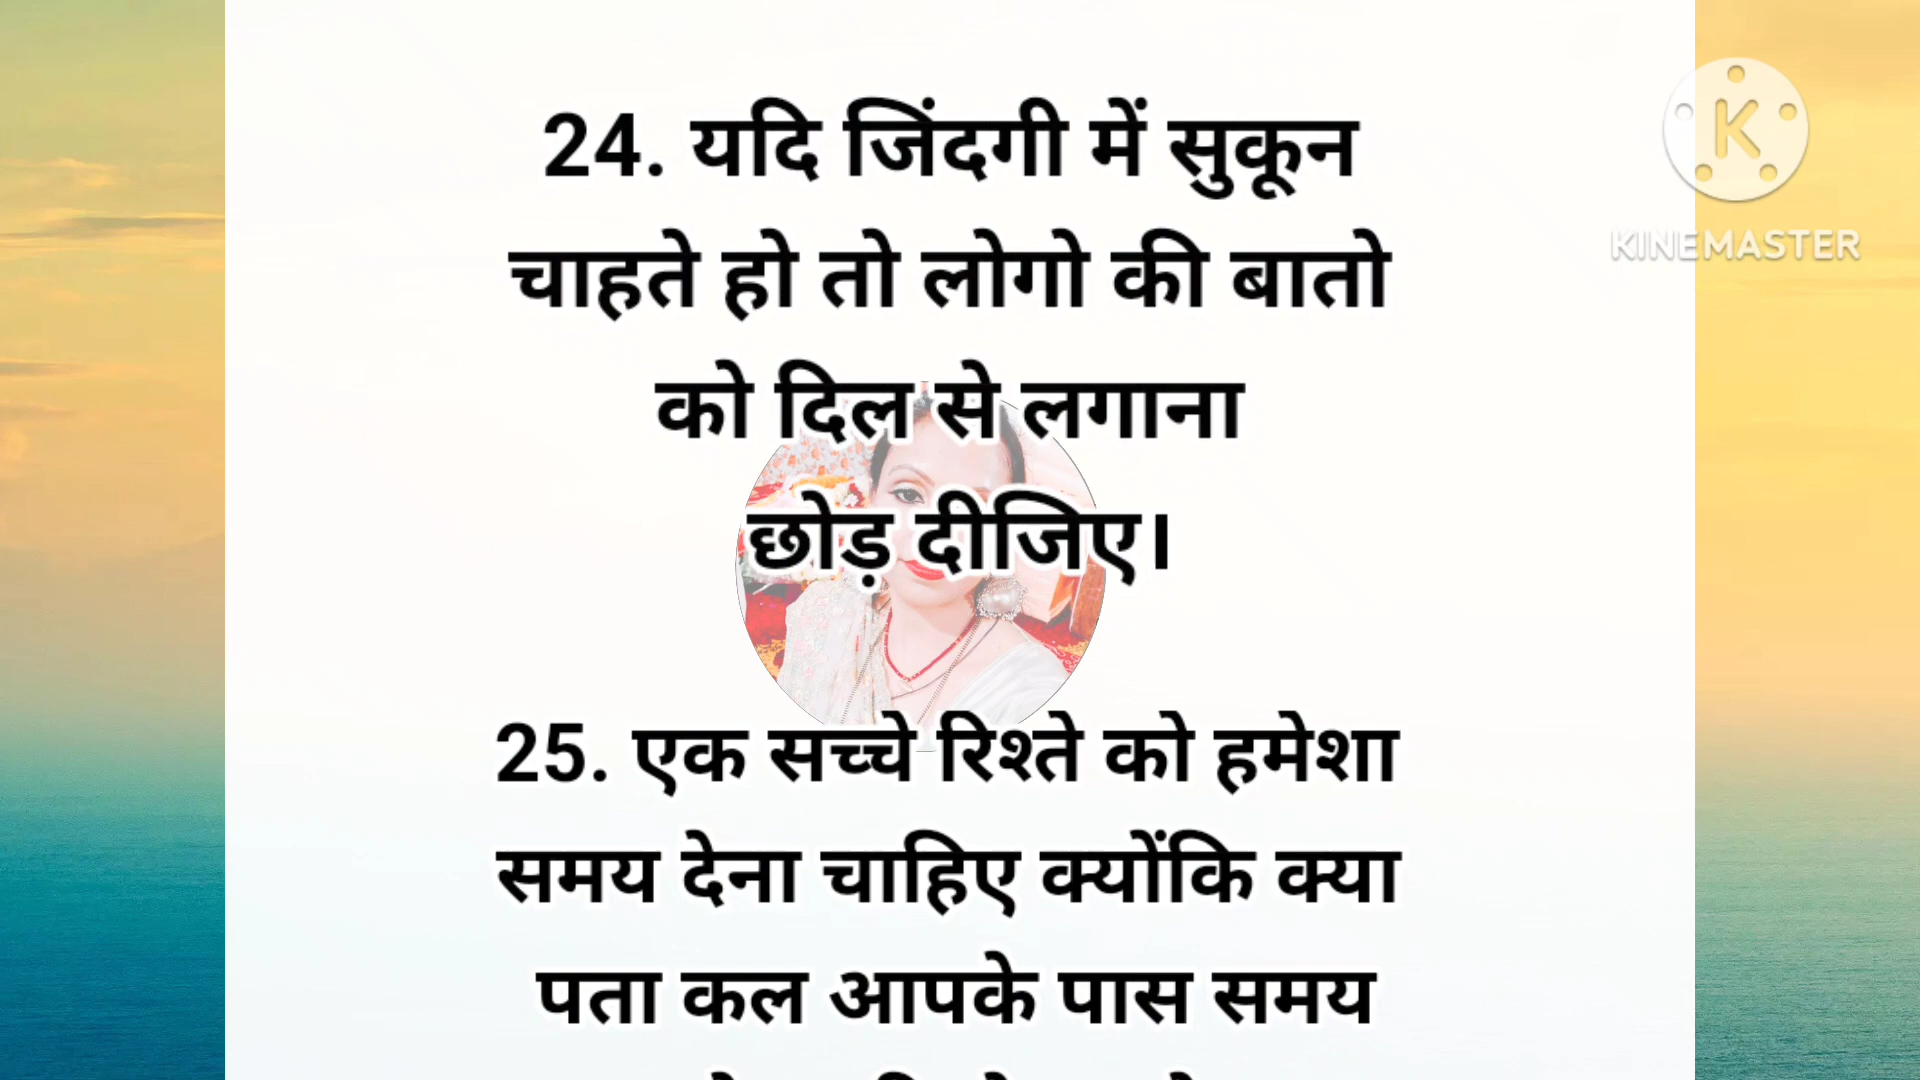 24. यदि जिंदगी में सुकून
चाहते हो तो लोगो की बातो
को दिल से लगाना
छोड़ दीजिए।
25. एक सच्चे रिश्ते को हमेशा
समय देना चाहिए क्योंकि क्या
पता कल आपके पास समय
K
KINEMASTER